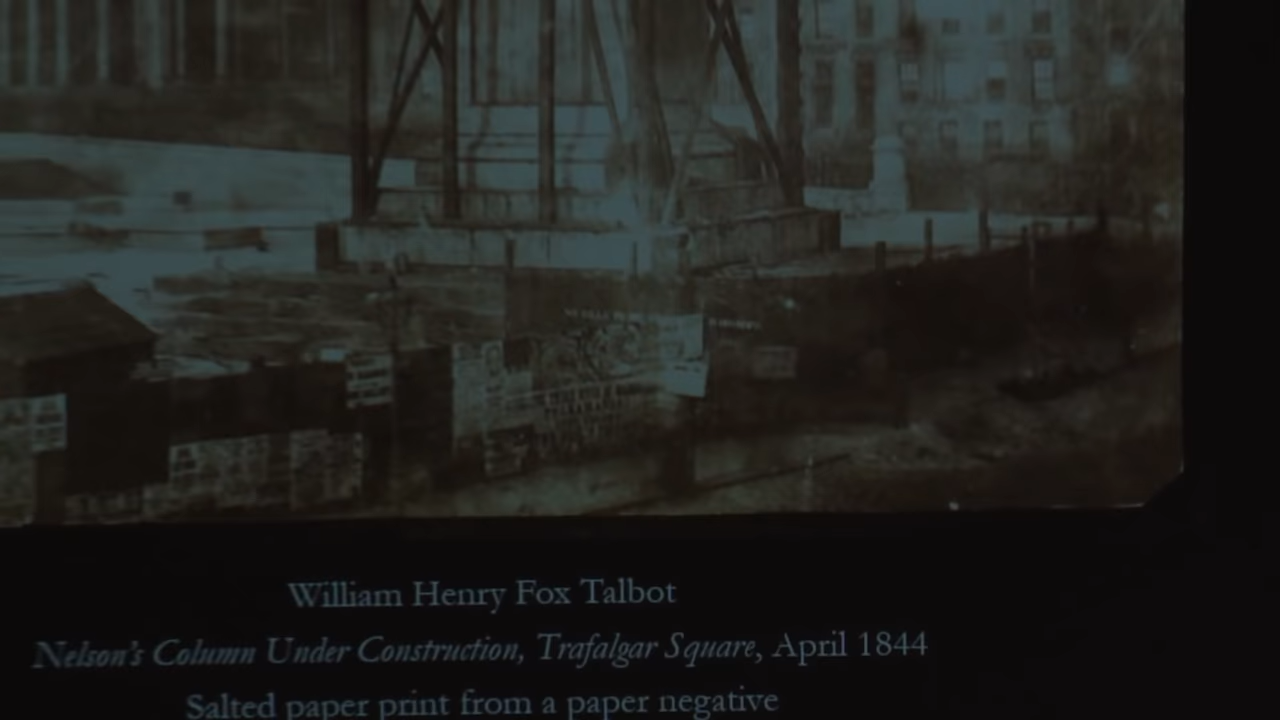 William Henry Fox Talbot
Nelson's Column Under Construction, Trafalgar Square, April 1844
Salted paper print from a paper negative